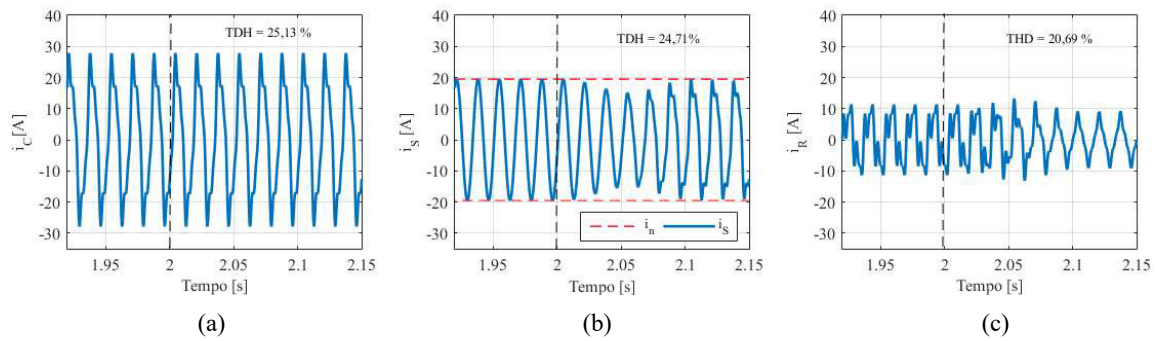 40
30
20
10
0
-10
-20
-30
i_C [A]
TDH = 25,13 %
1.95
2
2.05
2.1
2.15
Tempo [s]
(a)
40
30
20
10
0
-10
-20
-30
i_S [A]
TDH = 24,71%
i_n
i_S
1.95
2
2.05
2.1
2.15
Tempo [s]
(b)
40
30
20
10
0
-10
-20
-30
i_R [A]
THD = 20,69 %
1.95
2
2.05
2.1
2.15
Tempo [s]
(c)